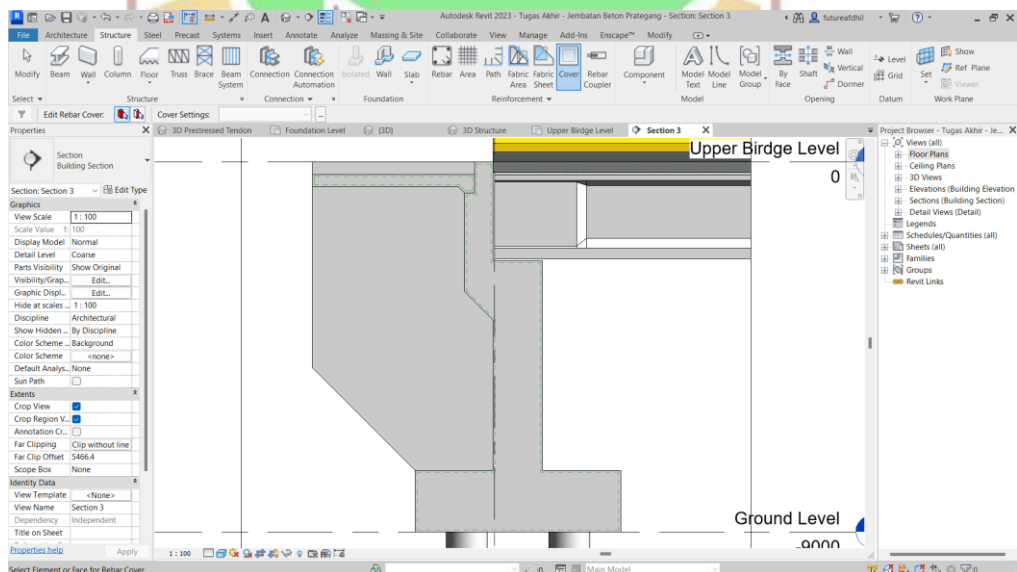 Autodesk Revit 2023 - Tugas Akhir - Jembatan Beton Prategang - Section: Section 3
futureafdhil
File Architecture Structure Steel Precast Systems Insert Annotate Analyze Massing & Site Collaborate View Manage Add-Ins Enscape™ Modify
Modify Beam Wall Column Floor Truss Brace Beam System Connection Connection Automation Isolated Wall Slab Rebar Area Path Fabric Area Fabric Sheet Cover Rebar Coupler Component Model Text Model Line Model Group By Face Shaft Wall Vertical Dormer Level Grid Set Show Ref Plane Viewer
Select Structure Connection Foundation Reinforcement Model Opening Datum Work Plane
Edit Rebar Cover: Cover Settings:
Properties
3D Prestressed Tendon Foundation Level {3D} 3D Structure Upper Birdge Level Section 3
Project Browser - Tugas Akhir - Je...
Section
Building Section
Section: Section 3 Edit Type
Graphics
View Scale 1 : 100
Scale Value 1: 100
Display Model Normal
Detail Level Coarse
Parts Visibility Show Original
Visibility/Grap... Edit...
Graphic Displ... Edit...
Hide at scales ... 1 : 100
Discipline Architectural
Show Hidden ... By Discipline
Color Scheme ... Background
Color Scheme <none>
Default Analys... None
Sun Path
Extents
Crop View
Crop Region V...
Annotation Cr...
Far Clipping Clip without line
Far Clip Offset 5466.4
Scope Box None
Identity Data
View Template <None>
View Name Section 3
Dependency Independent
Title on Sheet
Properties help Apply
Upper Birdge Level
0
Ground Level
-9000
Views (all)
Floor Plans
Ceiling Plans
3D Views
Elevations (Building Elevation
Sections (Building Section)
Detail Views (Detail)
Legends
Schedules/Quantities (all)
Sheets (all)
Families
Groups
Revit Links
1 : 100
Select Element or Face for Rebar Cover
:0 Main Model
:0